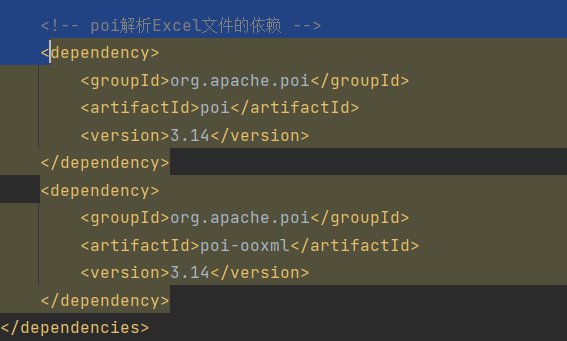 <!-- poi解析Excel文件的依赖 -->
<dependency>
<groupId>org.apache.poi</groupId>
<artifactId>poi</artifactId>
<version>3.14</version>
</dependency>
<dependency>
<groupId>org.apache.poi</groupId>
<artifactId>poi-ooxml</artifactId>
<version>3.14</version>
</dependency>
</dependencies>